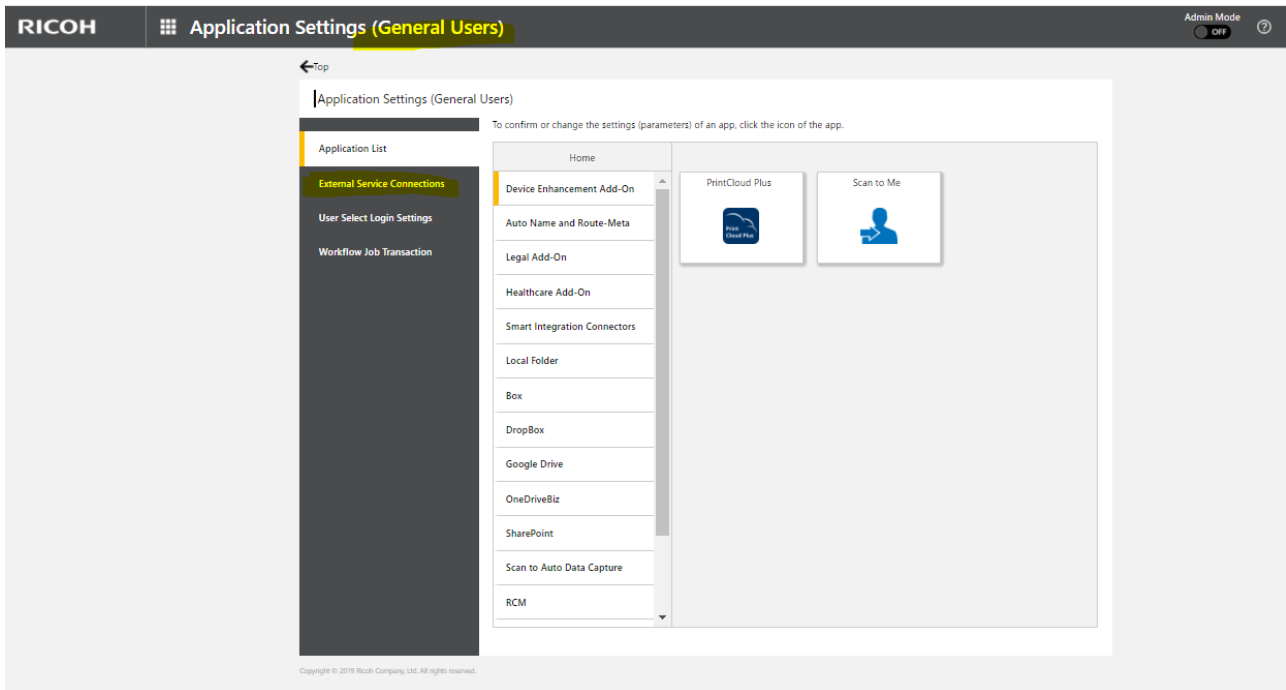 RICOH
Application Settings (General Users)
Admin Mode
OFF
?
Top
Application Settings (General Users)
To confirm or change the settings (parameters) of an app, click the icon of the app.
Application List
External Service Connections
User Select Login Settings
Workflow Job Transaction
Home
Device Enhancement Add-On
Auto Name and Route-Meta
Legal Add-On
Healthcare Add-On
Smart Integration Connectors
Local Folder
Box
DropBox
Google Drive
OneDriveBiz
SharePoint
Scan to Auto Data Capture
RCM
PrintCloud Plus
Print
Cloud Plus
Scan to Me
Copyright © 2019 Ricoh Company, Ltd. All rights reserved.